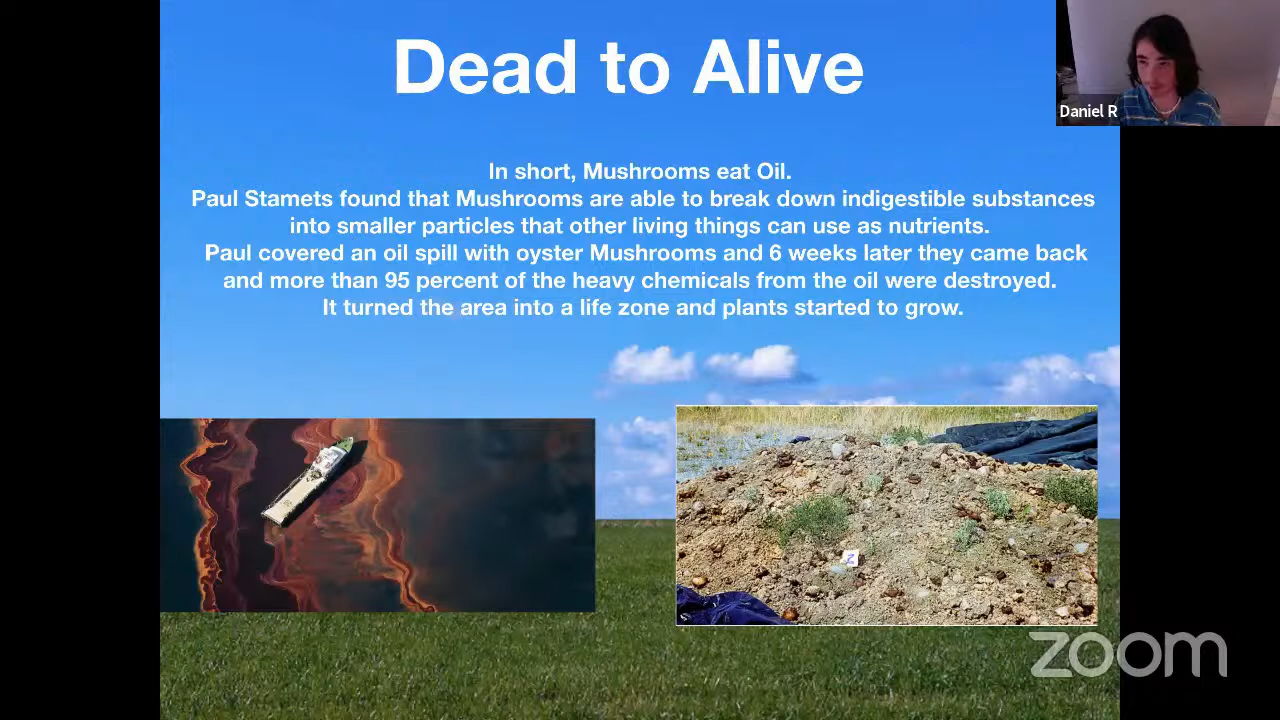 Dead to Alive
Daniel R
In short, Mushrooms eat Oil.
Paul Stamets found that Mushrooms are able to break down indigestible substances
into smaller particles that other living things can use as nutrients.
Paul covered an oil spill with oyster Mushrooms and 6 weeks later they came back
and more than 95 percent of the heavy chemicals from the oil were destroyed.
It turned the area into a life zone and plants started to grow.
zoom